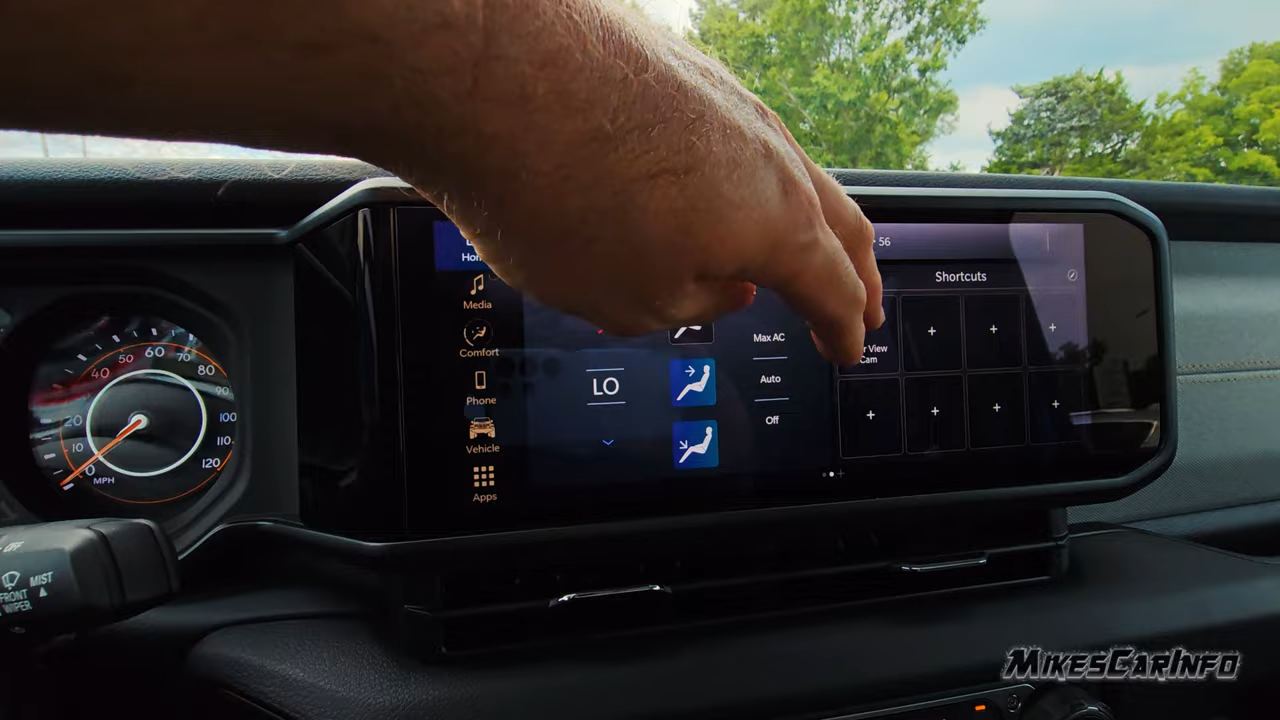 56
Shortcuts
Media
Comfort
Phone
Vehicle
Apps
LO
Max AC
Auto
Off
View
Cam
+
+
+
+
+
+
+
0
10
20
40
50
60
70
80
90
100
110
120
MPH
OFF
MIST
FRONT
WIPER
MIKESCARINFO